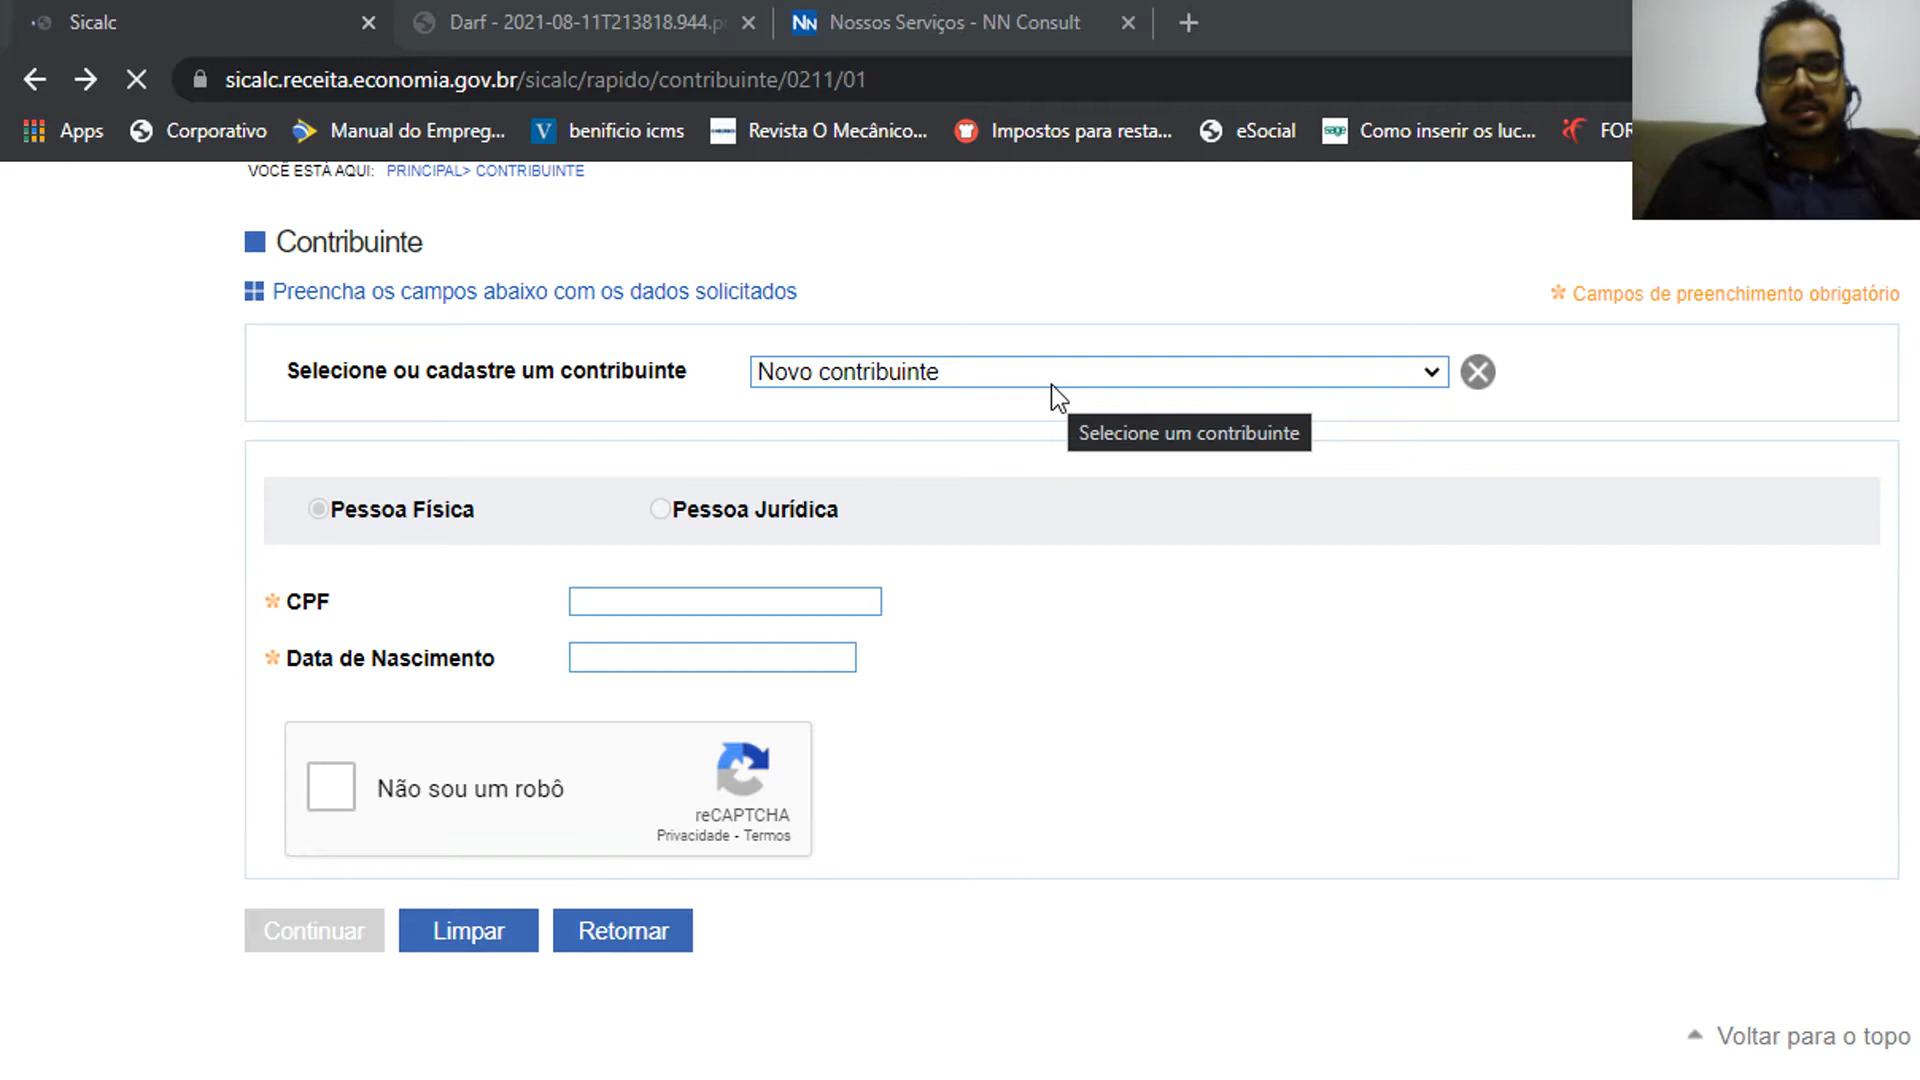 Sicalc
Darf - 2021-08-11T213818.944.p
Nossos Serviços - NN Consult
sicalc.receita.economia.gov.br/sicalc/rapido/contribuinte/0211/01
Apps
Corporativo
Manual do Empreg...
benificio icms
Revista O Mecânico...
Impostos para resta...
eSocial
sage
Como inserir os luc...
FOR
VOCÊ ESTÁ AQUI: PRINCIPAL> CONTRIBUINTE
Contribuinte
Preencha os campos abaixo com os dados solicitados
* Campos de preenchimento obrigatório
Selecione ou cadastre um contribuinte
Novo contribuinte
Selecione um contribuinte
Pessoa Física
Pessoa Jurídica
* CPF
* Data de Nascimento
Não sou um robô
reCAPTCHA
Privacidade - Termos
Continuar
Limpar
Retornar
Voltar para o topo